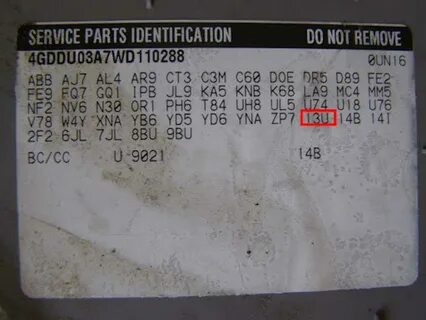 SERVICE PARTS IDENTIFICATION DO NOT REMOVE
4GDDU03A7WD110288 0UN16
ABB AJ7 AL4 AR9 CT3 C3M C60 DOE DR5 D89 FE2
FE9 FQ7 GQ1 IPB JL9 KA5 KNB K68 LA9 MC4 MM5
NF2 NV6 N30 OR1 PH6 T84 UH8 UL5 U74 U18 U76
V78 W4Y XNA YB6 YD5 YD6 YNA ZP7 13U 14B 14I
2F2 6JL 7JL 8BU 9BU
BC/CC U 9021 14B